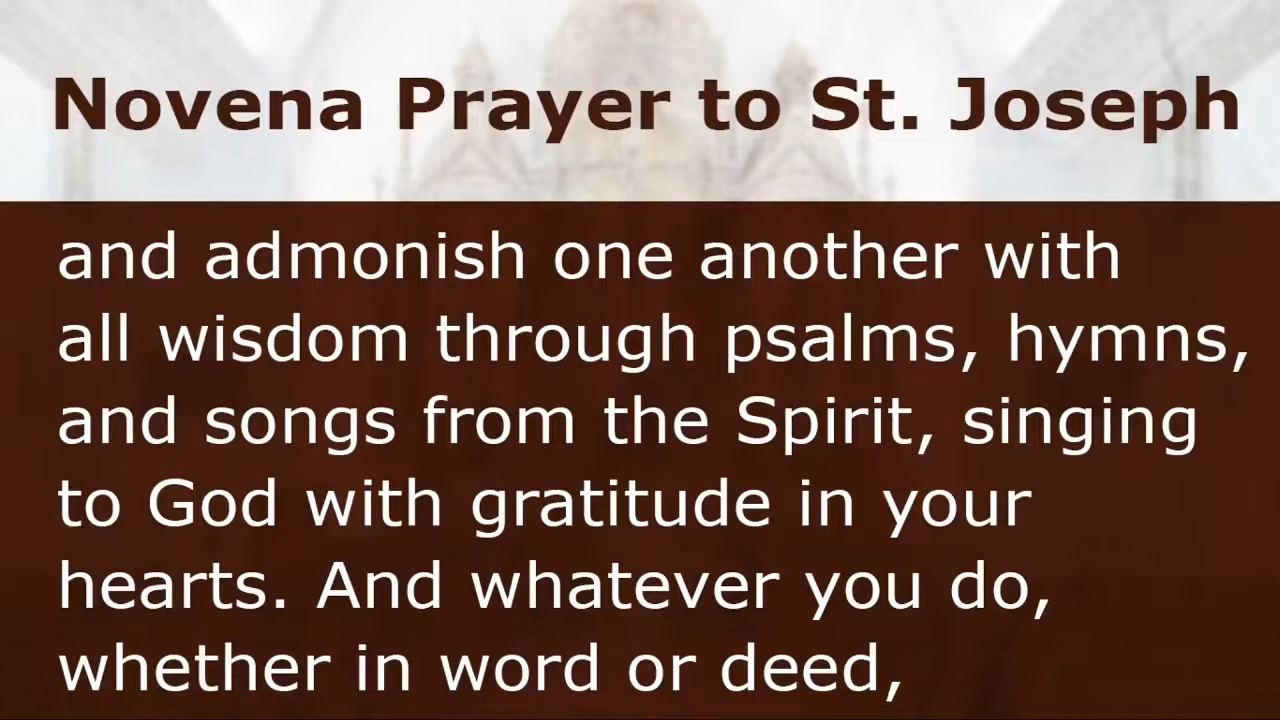 Novena Prayer to St. Joseph
and admonish one another with
all wisdom through psalms, hymns,
and songs from the Spirit, singing
to God with gratitude in your
hearts. And whatever you do,
whether in word or deed,